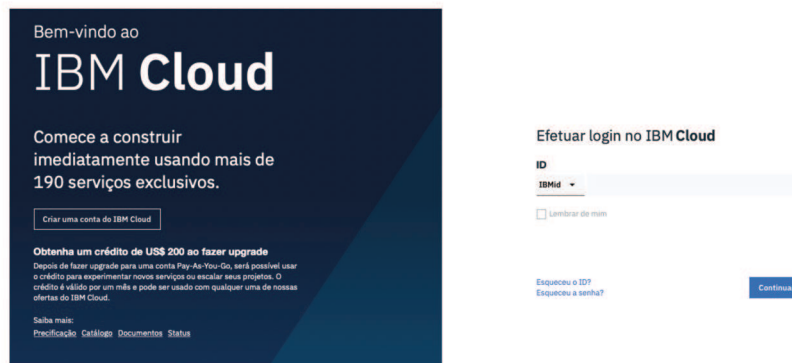 Bem-vindo ao
IBM Cloud
Comece a construir
imediatamente usando mais de
190 serviços exclusivos.
Criar uma conta do IBM Cloud
Obtenha um crédito de US$ 200 ao fazer upgrade
Depois de fazer upgrade para uma conta Pay-As-You-Go, será possível usar
o crédito para experimentar novos serviços ou escalar seus projetos. O
crédito é válido por um mês e pode ser usado com qualquer uma de nossas
ofertas do IBM Cloud.
Saiba mais:
Precificação Catálogo Documentos Status
Efetuar login no IBM Cloud
ID
IBMid
Lembrar de mim
Esqueceu o ID?
Esqueceu a senha?
Continua